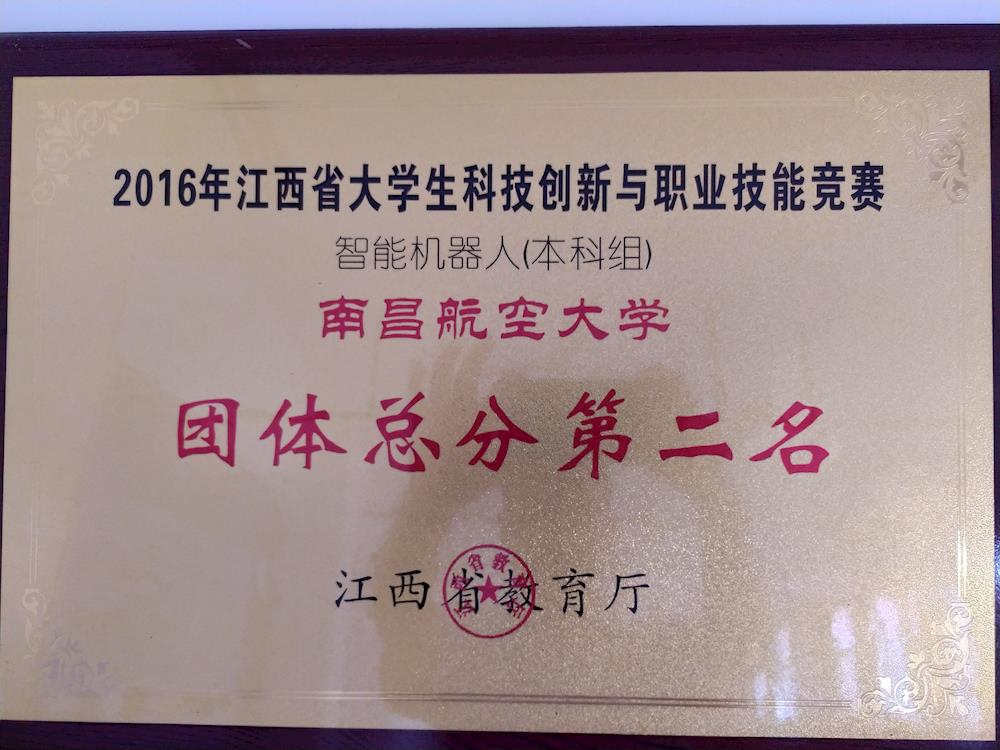 2016年江西省大学生科技创新与职业技能竞赛
智能机器人(本科组)
南昌航空大学
团体总分第二名
江西省教育厅